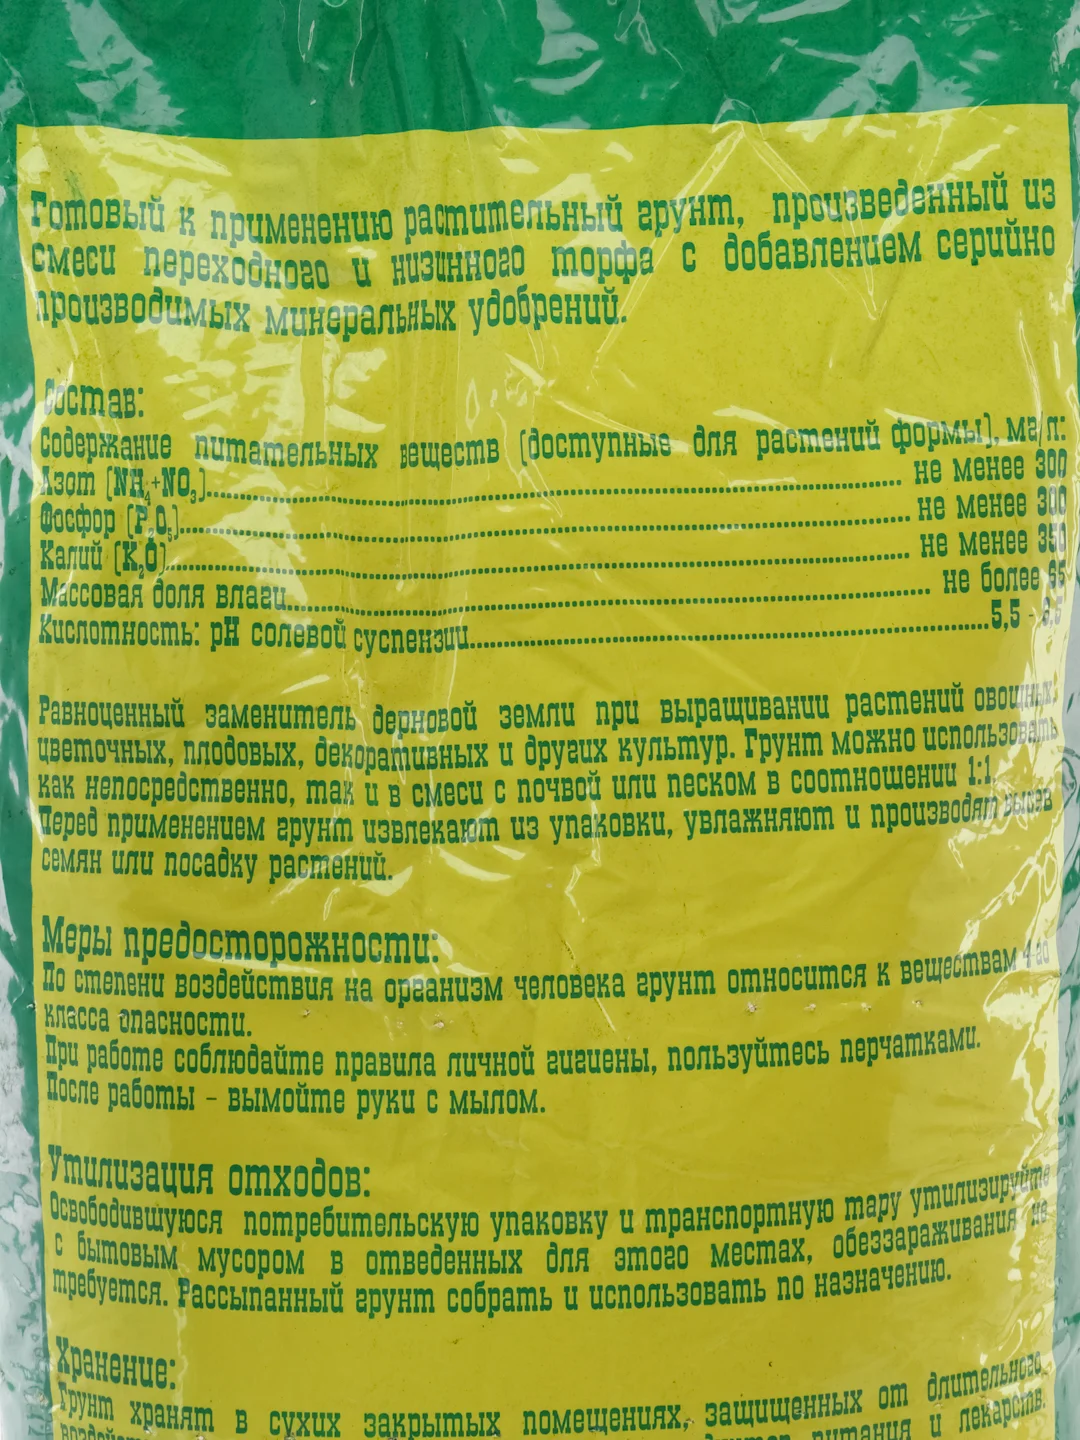 Готовый к применению растительный грунт, произведенный из
смеси переходного и низинного торфа с добавлением серийно
производимых минеральных удобрений.
Состав:
Содержание питательных веществ (доступные для растений формы), мг/л:
Азот (NH₄+NO₃)........ не менее 300
Фосфор (P₂O₅)........ не менее 300
Калий (K₂O)........ не менее 350
Массовая доля влаги........ не более 65
Кислотность: pH солевой суспензии........5,5 -
Равноценный заменитель дерновой земли при выращивании растений овощных,
цветочных, плодовых, декоративных и других культур. Грунт можно использовать
как непосредственно, так и в смеси с почвой или песком в соотношении 1:1.
Перед применением грунт извлекают из упаковки, увлажняют и производят высев
семян или посадку растений.
Меры предосторожности:
По степени воздействия на организм человека грунт относится к веществам 4-го
класса опасности.
При работе соблюдайте правила личной гигиены, пользуйтесь перчатками.
После работы - вымойте руки с мылом.
Утилизация отходов:
Освободившуюся потребительскую упаковку и транспортную тару утилизируйте
с бытовым мусором в отведенных для этого местах, обеззараживания не
требуется. Рассыпанный грунт собрать и использовать по назначению.
Хранение:
Грунт хранят в сухих закрытых помещениях, защищенных от длительного
питания и лекарств.